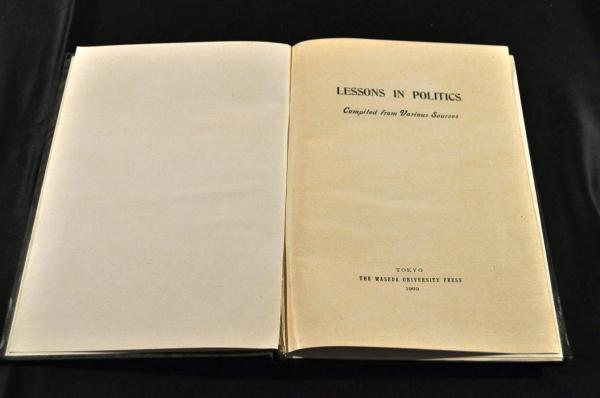 LESSONS IN POLITICS
Compiled from Various Sources
TOKYO
THE WASEDA UNIVERSITY PRESS